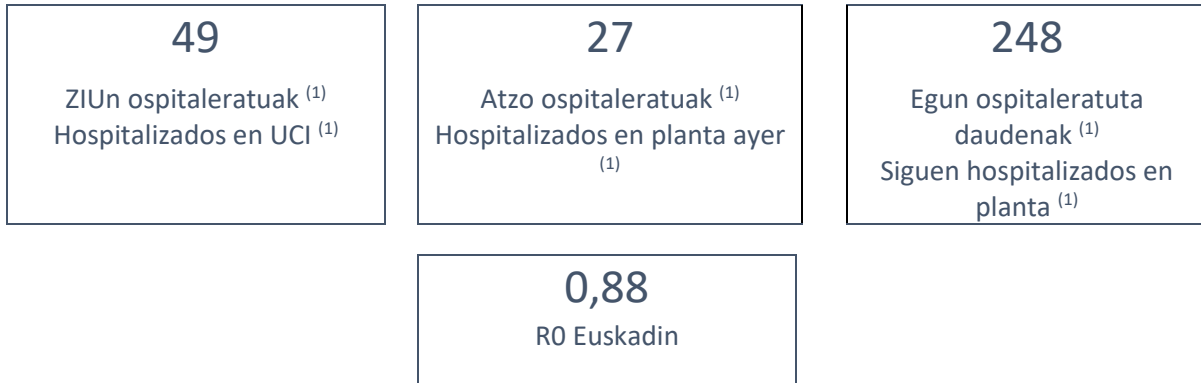 49
ZIUn ospitaleratuak (1)
Hospitalizados en UCI (1)
27
Atzo ospitaleratuak (1)
Hospitalizados en planta ayer
(1)
248
Egun ospitaleratuta
daudenak (1)
Siguen hospitalizados en
planta (1)
0,88
R0 Euskadin